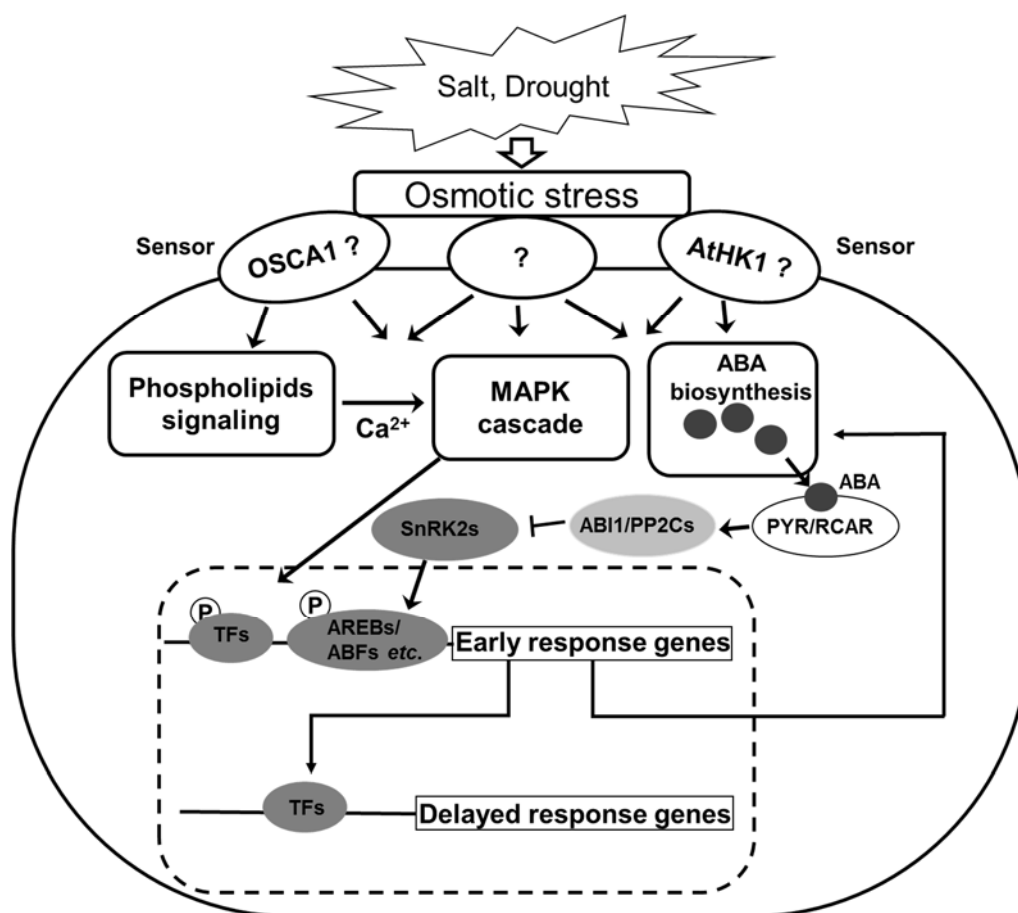 Salt, Drought
Osmotic stress
Sensor
OSCA1 ?
?
AtHK1 ?
Sensor
Phospholipids
signaling
Ca²⁺
MAPK
cascade
ABA
biosynthesis
ABA
SnRK2s
ABI1/PP2Cs
PYR/RCAR
P
TFs
P
AREBs/
ABFs etc.
Early response genes
TFs
Delayed response genes